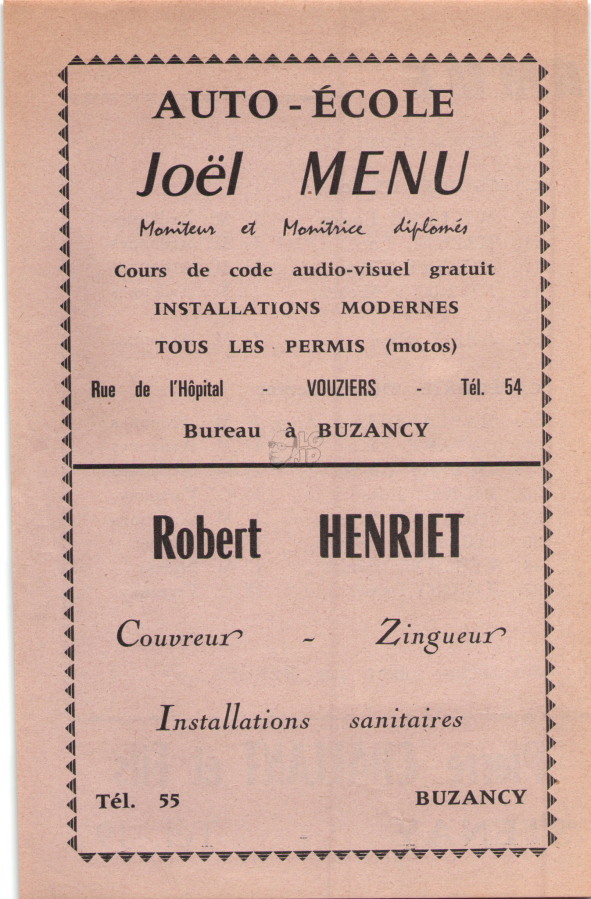 AUTO - ÉCOLE
Joël MENU
Moniteur et Monitrice diplômés
Cours de code audio-visuel gratuit
INSTALLATIONS MODERNES
TOUS LES PERMIS (motos)
Rue de l'Hôpital - VOUZIERS - Tél. 54
Bureau à BUZANCY
Robert HENRIET
Couvreur - Zingueur
Installations sanitaires
Tél. 55 BUZANCY